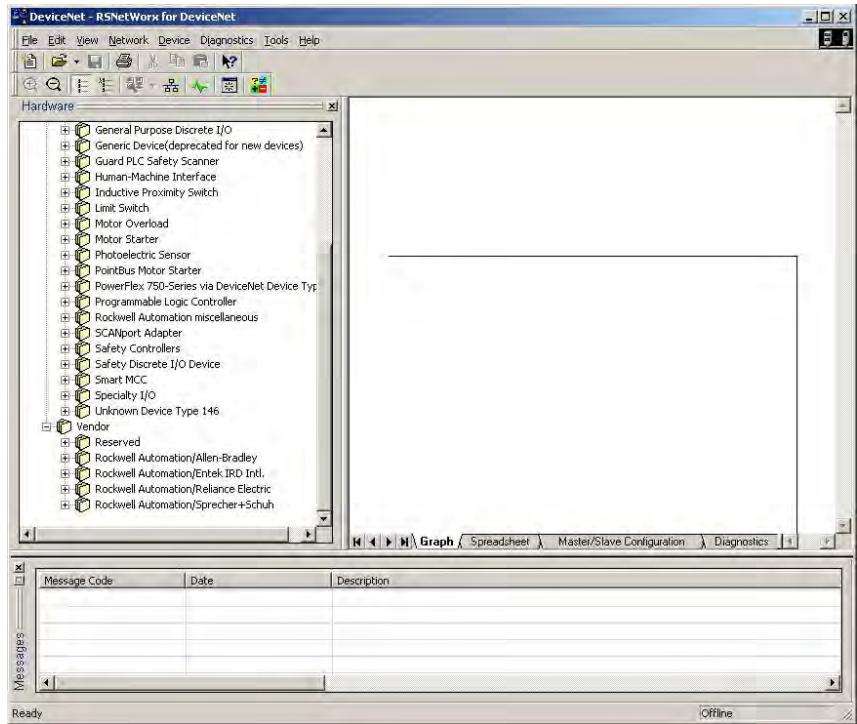 DeviceNet - RSNetWorx for DeviceNet
File Edit View Network Device Diagnostics Tools Help
Hardware
General Purpose Discrete I/O
Generic Device(deprecated for new devices)
Guard PLC Safety Scanner
Human-Machine Interface
Inductive Proximity Switch
Limit Switch
Motor Overload
Motor Starter
Photoelectric Sensor
PointBus Motor Starter
PowerFlex 750-Series via DeviceNet Device Typ
Programmable Logic Controller
Rockwell Automation miscellaneous
SCANport Adapter
Safety Controllers
Safety Discrete I/O Device
Smart MCC
Specialty I/O
Unknown Device Type 146
Vendor
Reserved
Rockwell Automation/Allen-Bradley
Rockwell Automation/Entek IRD Intl.
Rockwell Automation/Reliance Electric
Rockwell Automation/Sprecher+Schuh
Graph Spreadsheet Master/Slave Configuration Diagnostics
Message Code Date Description
Messages
Ready Offline